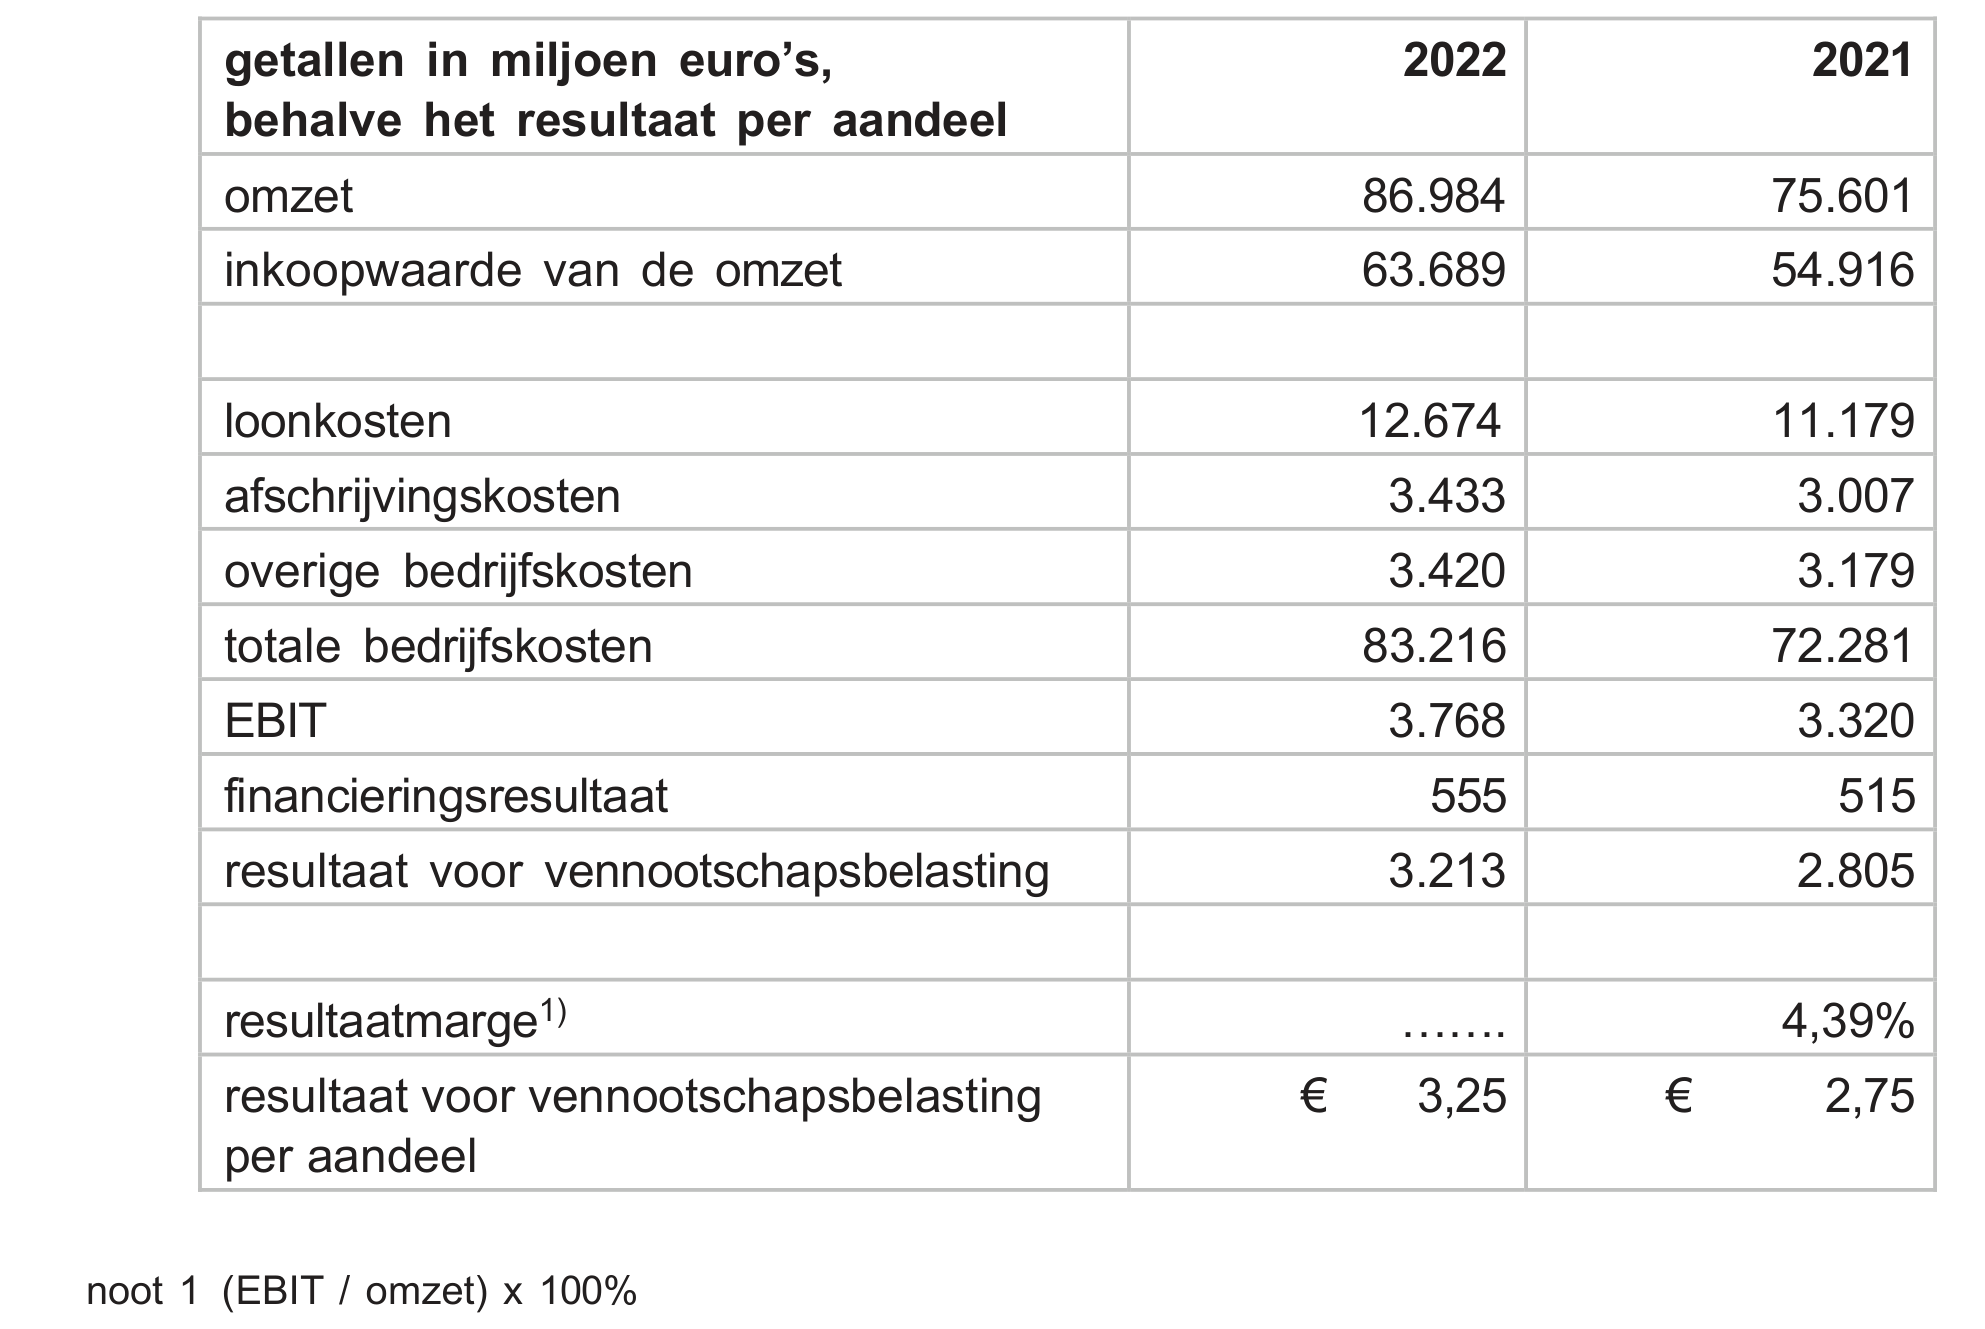 getallen in miljoen euro’s, 2022 2021
behalve het resultaat per aandeel
omzet 86.984 75.601
inkoopwaarde van de omzet 63.689 54.916
loonkosten 12.674 11.179
afschrijvingskosten 3.433 3.007
overige bedrijfskosten 3.420 3.179
totale bedrijfskosten 83.216 72.281
EBIT 3.768 3.320
financieringsresultaat 555 515
resultaat voor vennootschapsbelasting 3.213 2.805
resultaatmarge1) ....... 4,39%
resultaat voor vennootschapsbelasting € 3,25 € 2,75
per aandeel
noot 1 (EBIT / omzet) x 100%